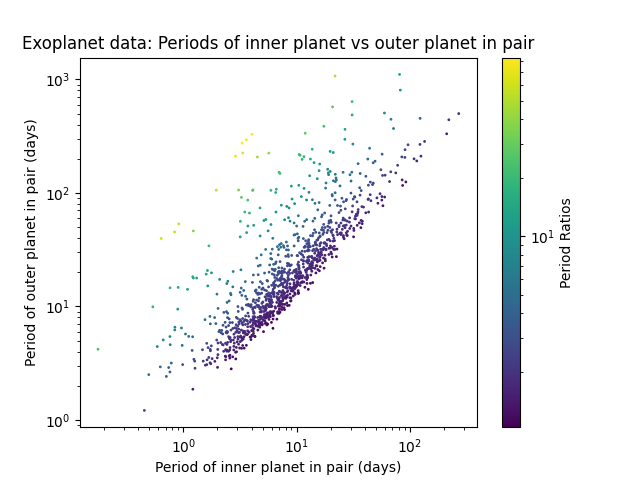 Exoplanet data: Periods of inner planet vs outer planet in pair
Period of outer planet in pair (days)
10³
10²
10¹
10⁰
10⁰ 10¹ 10²
Period of inner planet in pair (days)
10¹
Period Ratios